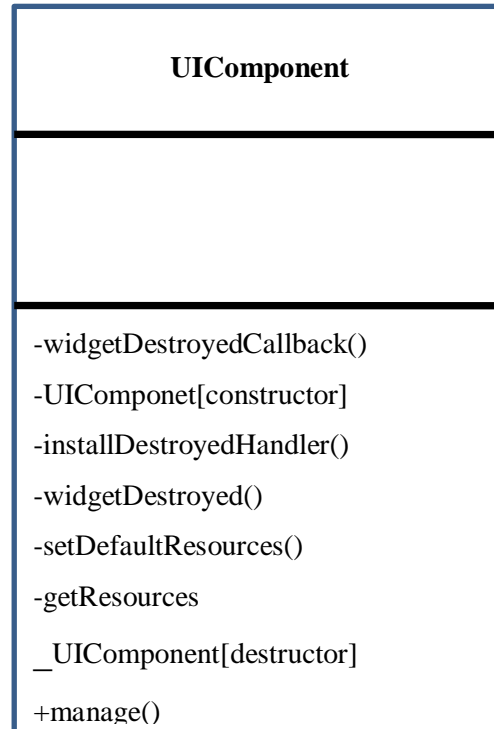 UIComponent
-widgetDestroyedCallback()
-UIComponet[constructor]
-installDestroyedHandler()
-widgetDestroyed()
-setDefaultResources()
-getResources
_UIComponent[destructor]
+manage()